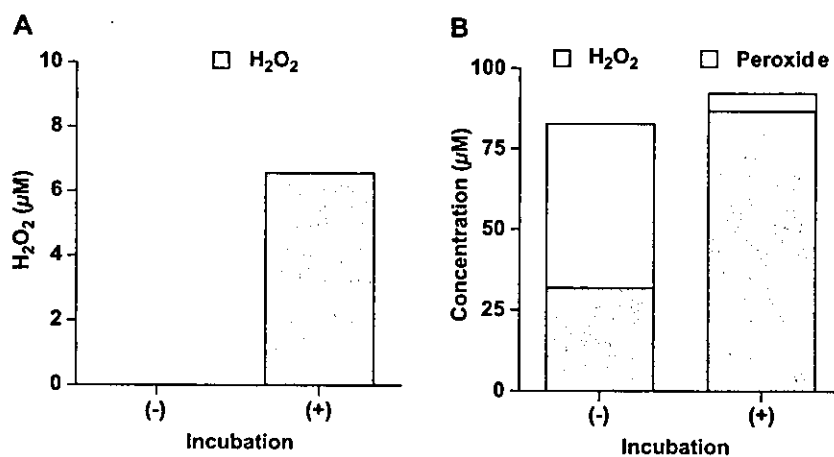 A
H₂O₂
10
8
6
4
2
0
H₂O₂ (µM)
(-) (+)
Incubation
B
H₂O₂ Peroxide
100
75
50
25
0
Concentration (µM)
(-) (+)
Incubation